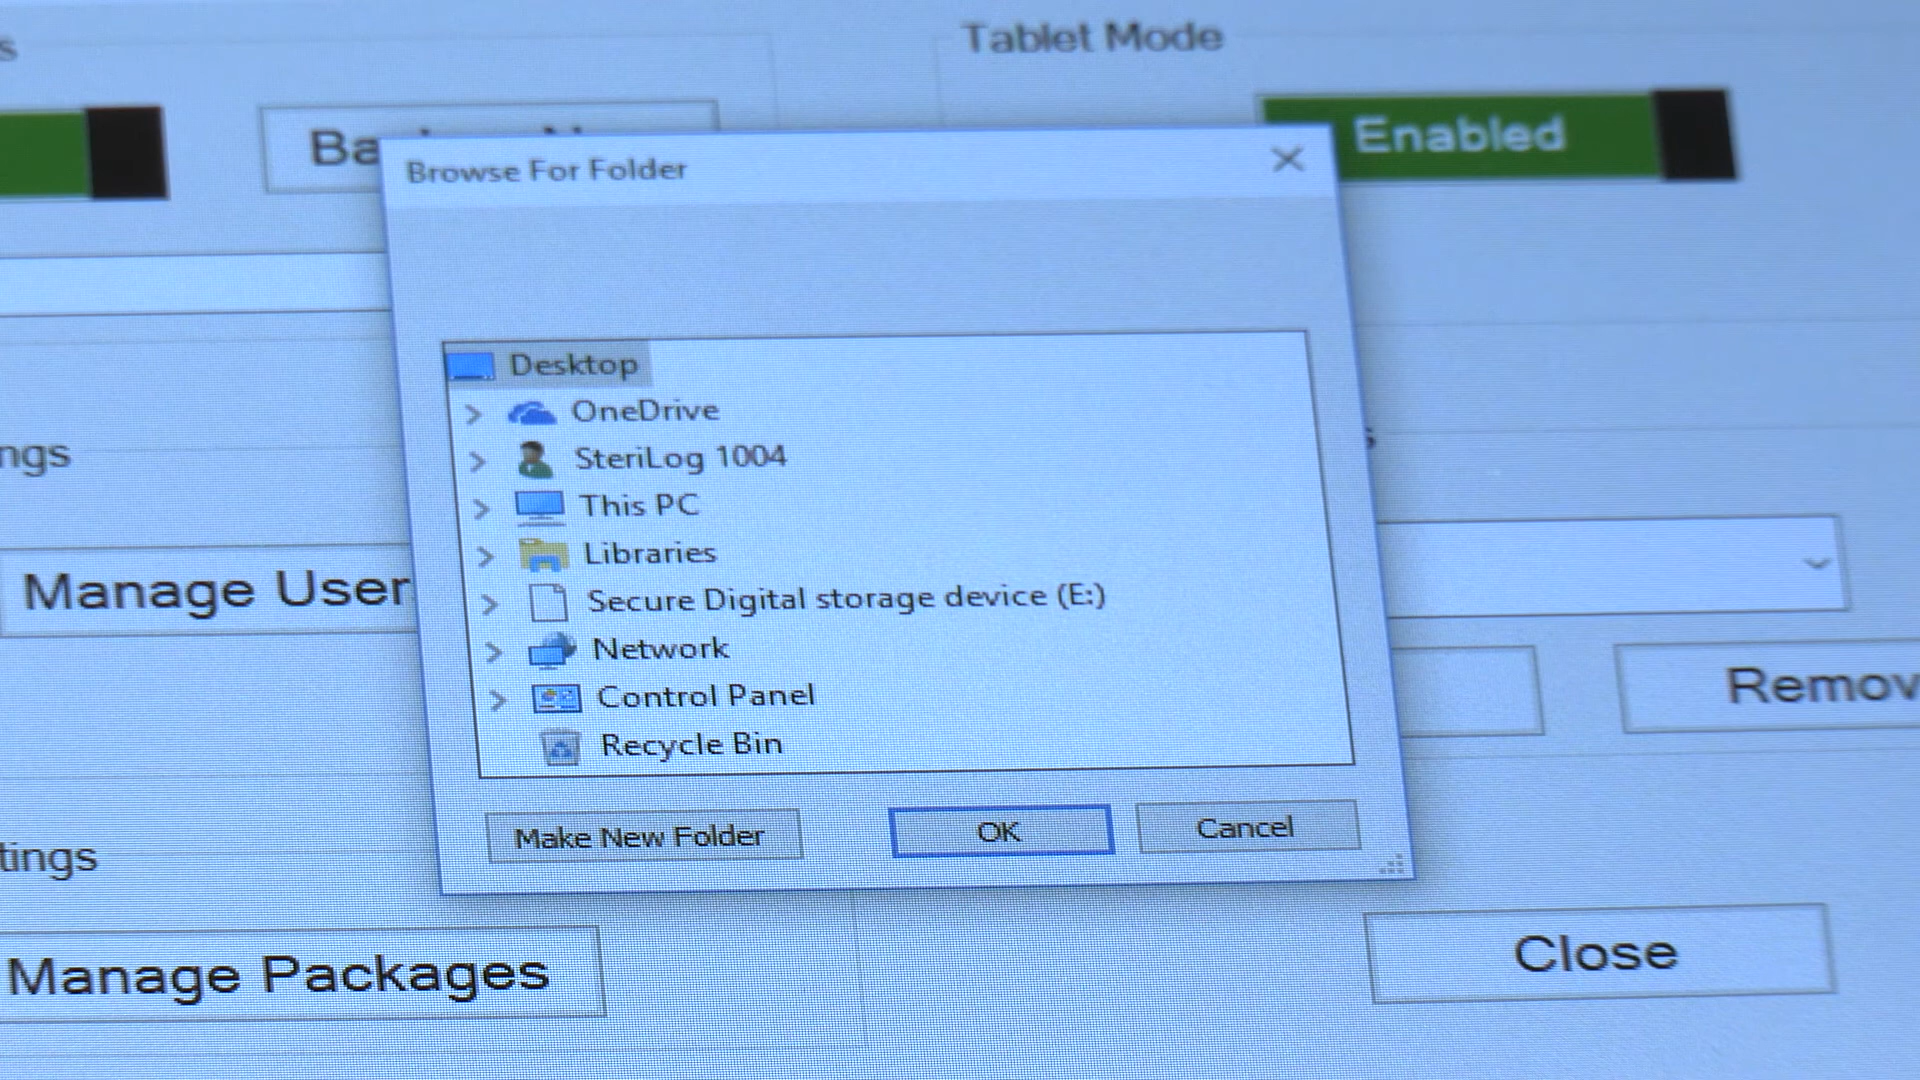 Tablet Mode
Enabled
Browse For Folder
Desktop
OneDrive
SteriLog 1004
This PC
Libraries
Secure Digital storage device (E:)
Network
Control Panel
Recycle Bin
Make New Folder
OK
Cancel
Manage User
Manage Packages
Close